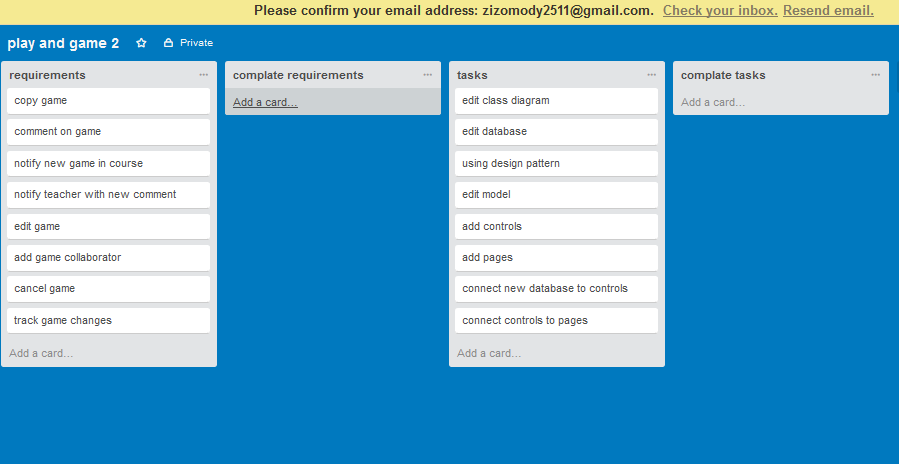 Please confirm your email address: zizomody2511@gmail.com. Check your inbox. Resend email.
play and game 2 Private
requirements
copy game
comment on game
notify new game in course
notify teacher with new comment
edit game
add game collaborator
cancel game
track game changes
Add a card...
complate requirements
Add a card...
tasks
edit class diagram
edit database
using design pattern
edit model
add controls
add pages
connect new database to controls
connect controls to pages
Add a card...
complate tasks
Add a card...